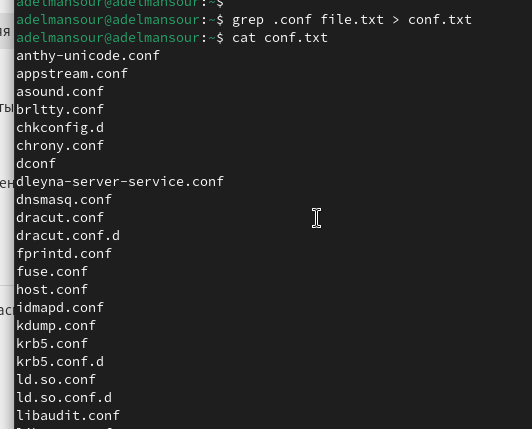 adelmansour@adelmansour:~$
adelmansour@adelmansour:~$ grep .conf file.txt > conf.txt
adelmansour@adelmansour:~$ cat conf.txt
anthy-unicode.conf
appstream.conf
asound.conf
brltty.conf
chkconfig.d
chrony.conf
dconf
dleyna-server-service.conf
dnsmasq.conf
dracut.conf
dracut.conf.d
fprintd.conf
fuse.conf
host.conf
idmapd.conf
kdump.conf
krb5.conf
krb5.conf.d
ld.so.conf
ld.so.conf.d
libaudit.conf